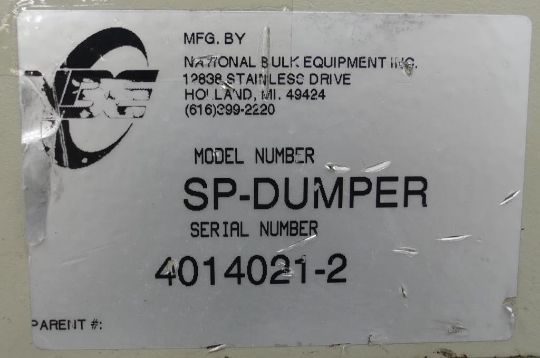 MFG. BY
NATIONAL BULK EQUIPMENT INC.
12838 STAINLESS DRIVE
HOLLAND, MI. 49424
(616)399-2220
NBE
MODEL NUMBER
SP-DUMPER
SERIAL NUMBER
4014021-2
PARENT #: